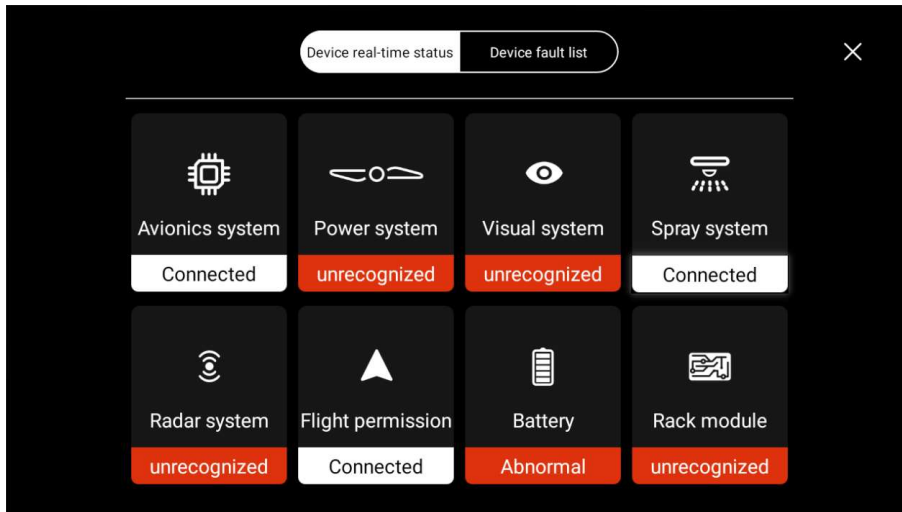 Device real-time status Device fault list
Avionics system Power system Visual system Spray system
Connected unrecognized unrecognized Connected
Radar system Flight permission Battery Rack module
unrecognized Connected Abnormal unrecognized